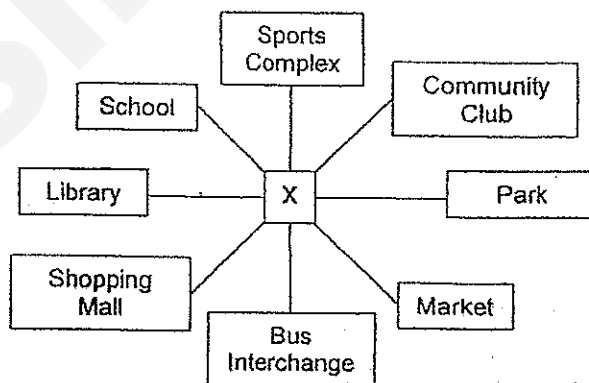 Sports
Complex
Community
Club
School
Library
X
Park
Shopping
Mall
Market
Bus
Interchange